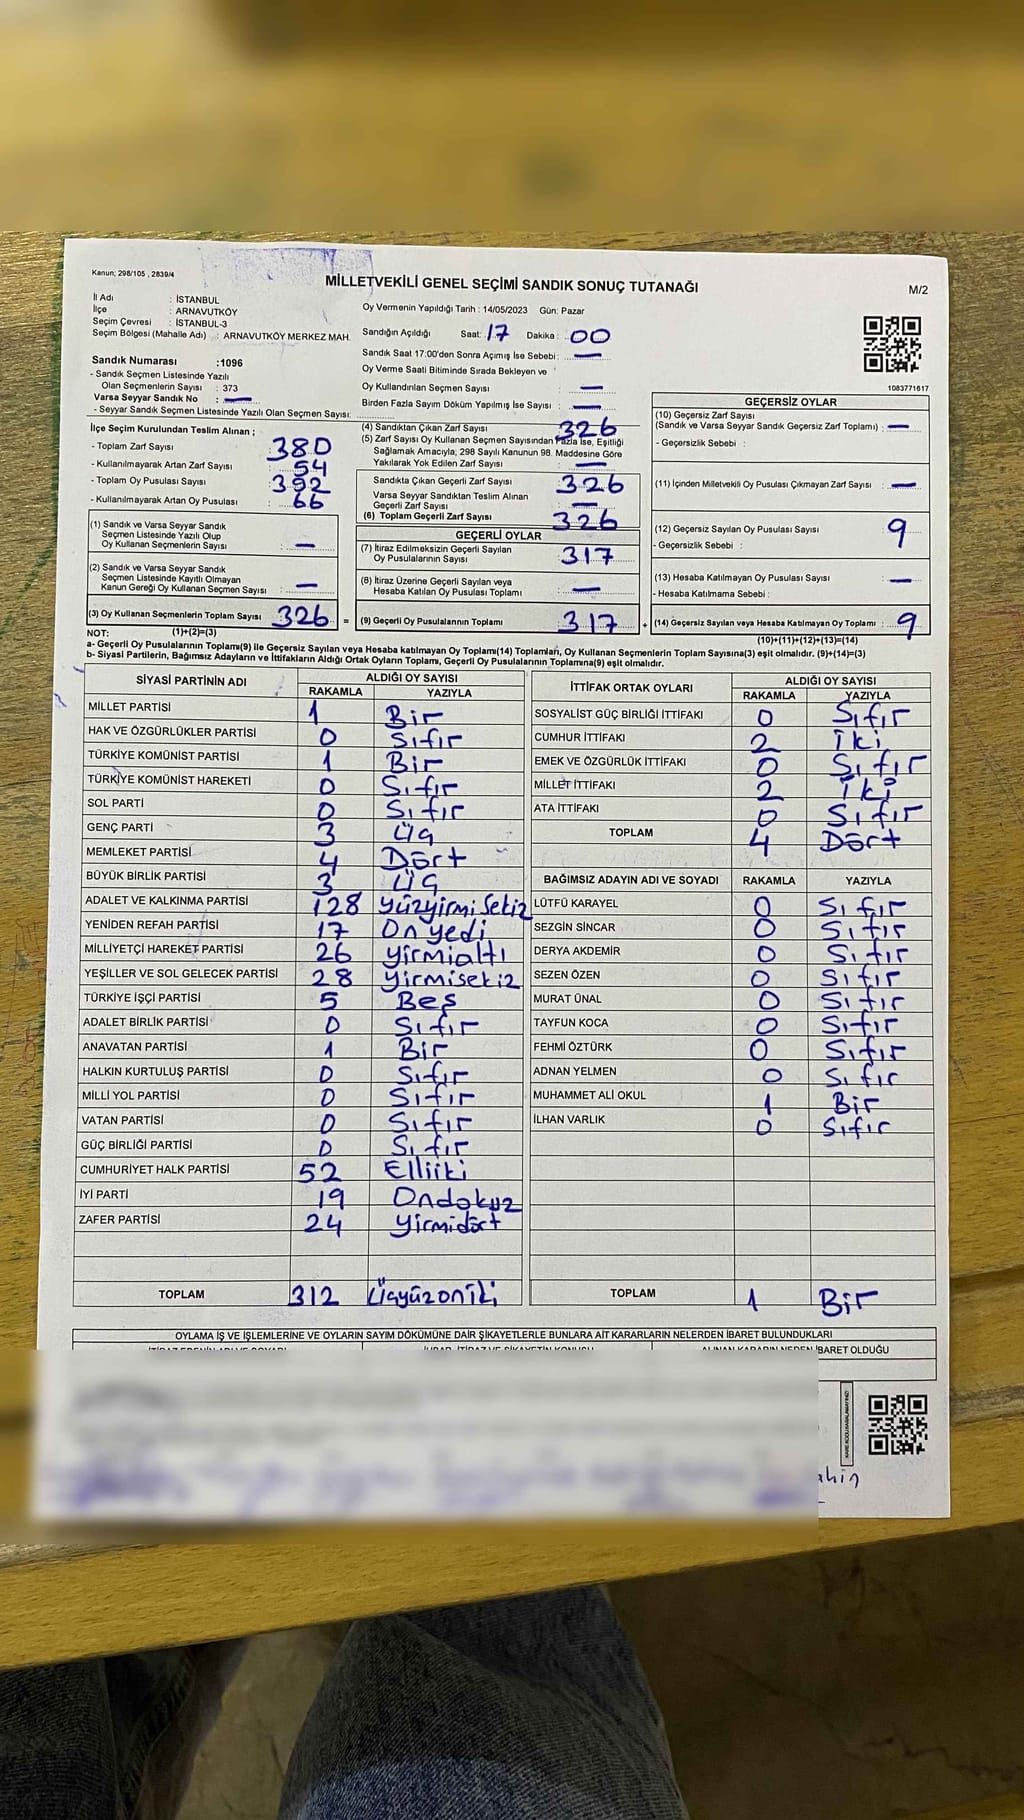 Kanun; 298/105 , 2839/4
MİLLETVEKİLİ GENEL SEÇİMİ SANDIK SONUÇ TUTANAĞI
M/2
İl Adı : İSTANBUL
İlçe : ARNAVUTKÖY
Seçim Çevresi : İSTANBUL-3
Seçim Bölgesi (Mahalle Adı) : ARNAVUTKÖY MERKEZ MAH.
Sandık Numarası :1096
- Sandık Seçmen Listesinde Yazılı
Olan Seçmenlerin Sayısı : 373
Varsa Seyyar Sandık No : —
- Seyyar Sandık Seçmen Listesinde Yazılı Olan Seçmen Sayısı:
Oy Vermenin Yapıldığı Tarih : 14/05/2023 Gün: Pazar
Sandığın Açıldığı Saat: 17 Dakika : 00
Sandık Saat 17:00'den Sonra Açımış İse Sebebi: —
Oy Verme Saati Bitiminde Sırada Bekleyen ve
Oy Kullandırılan Seçmen Sayısı : —
Birden Fazla Sayım Döküm Yapılmış İse Sayısı : —
1083771617
İlçe Seçim Kurulundan Teslim Alınan ;
- Toplam Zarf Sayısı : 380
- Kullanılmayarak Artan Zarf Sayısı : 54
- Toplam Oy Pusulası Sayısı : 392
- Kullanılmayarak Artan Oy Pusulası : 66
(1) Sandık ve Varsa Seyyar Sandık
Seçmen Listesinde Yazılı Olup
Oy Kullanan Seçmenlerin Sayısı : —
(2) Sandık ve Varsa Seyyar Sandık
Seçmen Listesinde Kayıtlı Olmayan
Kanun Gereği Oy Kullanan Seçmen Sayısı : —
(3) Oy Kullanan Seçmenlerin Toplam Sayısı : 326 =
(1)+(2)=(3)
(4) Sandıktan Çıkan Zarf Sayısı : 326
(5) Zarf Sayısı Oy Kullanan Seçmen Sayısından Fazla İse, Eşitliği
Sağlamak Amacıyla; 298 Sayılı Kanunun 98. Maddesine Göre
Yakılarak Yok Edilen Zarf Sayısı : —
Sandıkta Çıkan Geçerli Zarf Sayısı : 326
Varsa Seyyar Sandıktan Teslim Alınan
Geçerli Zarf Sayısı : —
(6) Toplam Geçerli Zarf Sayısı : 326
GEÇERLİ OYLAR
(7) İtiraz Edilmeksizin Geçerli Sayılan
Oy Pusulalarının Sayısı : 317
(8) İtiraz Üzerine Geçerli Sayılan veya
Hesaba Katılan Oy Pusulası Toplamı : —
(9) Geçerli Oy Pusulalarının Toplamı : 317 +
GEÇERSİZ OYLAR
(10) Geçersiz Zarf Sayısı
(Sandık ve Varsa Seyyar Sandık Geçersiz Zarf Toplamı) : —
- Geçersizlik Sebebi :
(11) İçinden Milletvekili Oy Pusulası Çıkmayan Zarf Sayısı : —
(12) Geçersiz Sayılan Oy Pusulası Sayısı : 9
- Geçersizlik Sebebi :
(13) Hesaba Katılmayan Oy Pusulası Sayısı : —
- Hesaba Katılmama Sebebi :
(14) Geçersiz Sayılan veya Hesaba Katılmayan Oy Toplamı : 9
(10)+(11)+(12)+(13)=(14)
NOT:
a- Geçerli Oy Pusulalarının Toplamı(9) ile Geçersiz Sayılan veya Hesaba katılmayan Oy Toplamı(14) Toplamları, Oy Kullanan Seçmenlerin Toplam Sayısına(3) eşit olmalıdır. (9)+(14)=(3)
b- Siyasi Partilerin, Bağımsız Adayların ve İttifakların Aldığı Ortak Oyların Toplamı, Geçerli Oy Pusulalarının Toplamına(9) eşit olmalıdır.
SİYASİ PARTİNİN ADI ALDIĞI OY SAYISI
RAKAMLA YAZIYLA
MİLLET PARTİSİ 1 Bir
HAK VE ÖZGÜRLÜKLER PARTİSİ 0 Sıfır
TÜRKİYE KOMÜNİST PARTİSİ 1 Bir
TÜRKİYE KOMÜNİST HAREKETİ 0 Sıfır
SOL PARTİ 0 Sıfır
GENÇ PARTİ 3 Üç
MEMLEKET PARTİSİ 4 Dört
BÜYÜK BİRLİK PARTİSİ 3 Üç
ADALET VE KALKINMA PARTİSİ 128 Yüzyirmi sekiz
YENİDEN REFAH PARTİSİ 17 On yedi
MİLLİYETÇİ HAREKET PARTİSİ 26 Yirmialtı
YEŞİLLER VE SOL GELECEK PARTİSİ 28 Yirmisekiz
TÜRKİYE İŞÇİ PARTİSİ 5 Beş
ADALET BİRLİK PARTİSİ 0 Sıfır
ANAVATAN PARTİSİ 1 Bir
HALKIN KURTULUŞ PARTİSİ 0 Sıfır
MİLLİ YOL PARTİSİ 0 Sıfır
VATAN PARTİSİ 0 Sıfır
GÜÇ BİRLİĞİ PARTİSİ 0 Sıfır
CUMHURİYET HALK PARTİSİ 52 Elliiki
İYİ PARTİ 19 Ondokuz
ZAFER PARTİSİ 24 Yirmidört
TOPLAM 312 Üçyüzoniki
İTTİFAK ORTAK OYLARI ALDIĞI OY SAYISI
RAKAMLA YAZIYLA
SOSYALİST GÜÇ BİRLİĞİ İTTİFAKI 0 Sıfır
CUMHUR İTTİFAKI 2 İki
EMEK VE ÖZGÜRLÜK İTTİFAKI 0 Sıfır
MİLLET İTTİFAKI 2 İki
ATA İTTİFAKI 0 Sıfır
TOPLAM 4 Dört
BAĞIMSIZ ADAYIN ADI VE SOYADI RAKAMLA YAZIYLA
LÜTFÜ KARAYEL 0 Sıfır
SEZGİN SİNCAR 0 Sıfır
DERYA AKDEMİR 0 Sıfır
SEZEN ÖZEN 0 Sıfır
MURAT ÜNAL 0 Sıfır
TAYFUN KOCA 0 Sıfır
FEHMİ ÖZTÜRK 0 Sıfır
ADNAN YELMEN 0 Sıfır
MUHAMMET ALİ OKUL 1 Bir
İLHAN VARLIK 0 Sıfır
TOPLAM 1 Bir
OYLAMA İŞ VE İŞLEMLERİNE VE OYLARIN SAYIM DÖKÜMÜNE DAİR ŞİKAYETLERLE BUNLARA AİT KARARLARIN NELERDEN İBARET BULUNDUKLARI
İBARET OLDUĞU